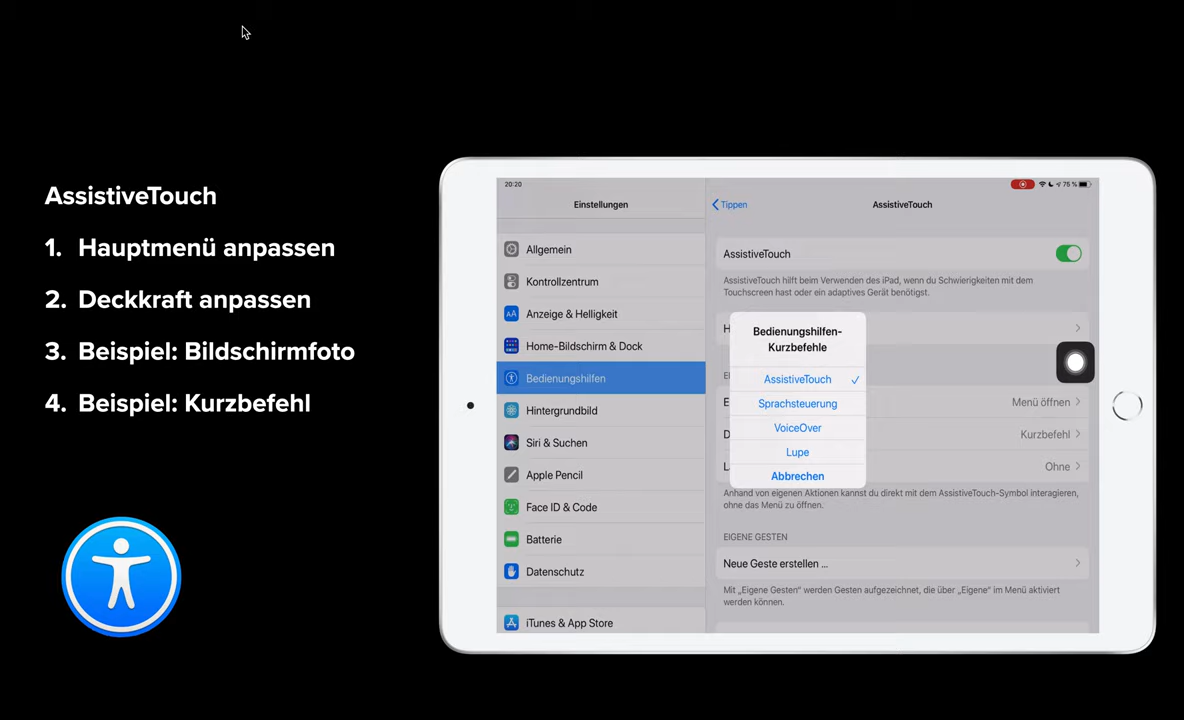 AssistiveTouch
1. Hauptmenü anpassen
2. Deckkraft anpassen
3. Beispiel: Bildschirmfoto
4. Beispiel: Kurzbefehl
20:20
75 %
Einstellungen
Tippen
AssistiveTouch
Allgemein
Kontrollzentrum
Anzeige & Helligkeit
Home-Bildschirm & Dock
Bedienungshilfen
Hintergrundbild
Siri & Suchen
Apple Pencil
Face ID & Code
Batterie
Datenschutz
iTunes & App Store
AssistiveTouch
AssistiveTouch hilft beim Verwenden des iPad, wenn du Schwierigkeiten mit dem
Touchscreen hast oder ein adaptives Gerät benötigst.
Bedienungshilfen-
Kurzbefehle
AssistiveTouch
Sprachsteuerung
VoiceOver
Lupe
Abbrechen
Menü öffnen
Kurzbefehl
Ohne
Anhand von eigenen Aktionen kannst du direkt mit dem AssistiveTouch-Symbol interagieren,
ohne das Menü zu öffnen.
EIGENE GESTEN
Neue Geste erstellen ...
Mit „Eigene Gesten“ werden Gesten aufgezeichnet, die über „Eigene“ im Menü aktiviert
werden können.